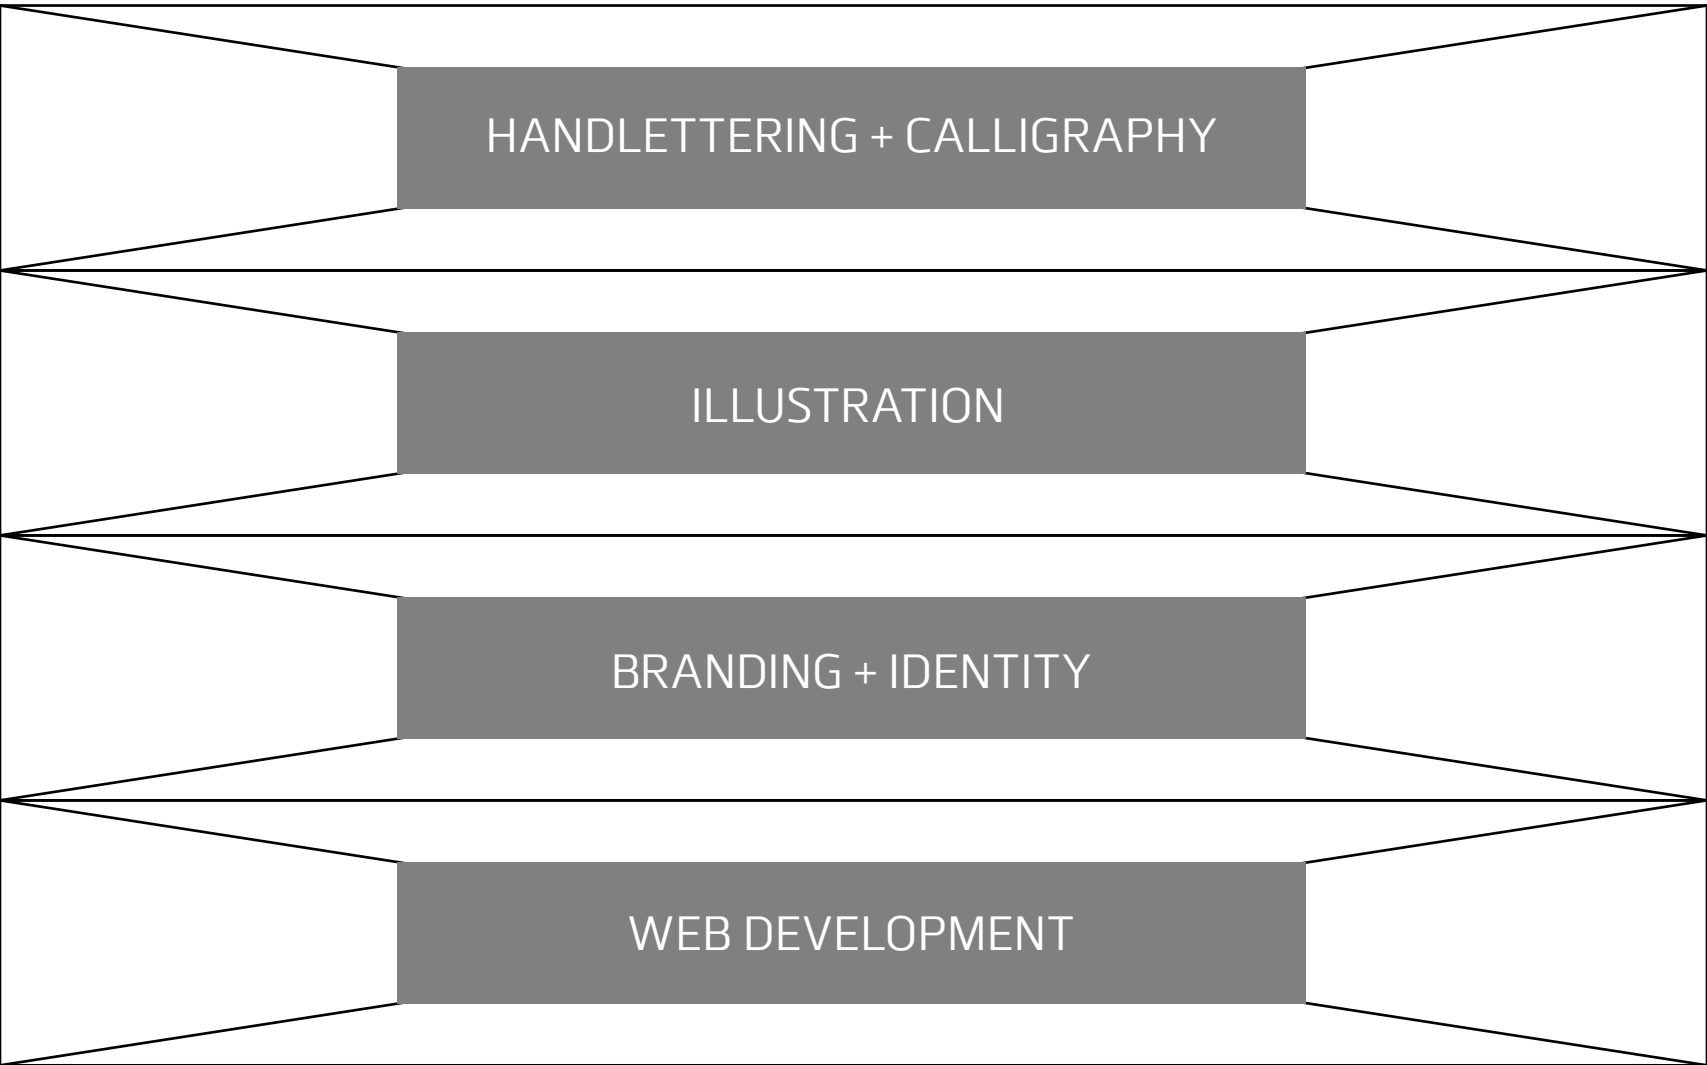 HANDLETTERING + CALLIGRAPHY
ILLUSTRATION
BRANDING + IDENTITY
WEB DEVELOPMENT